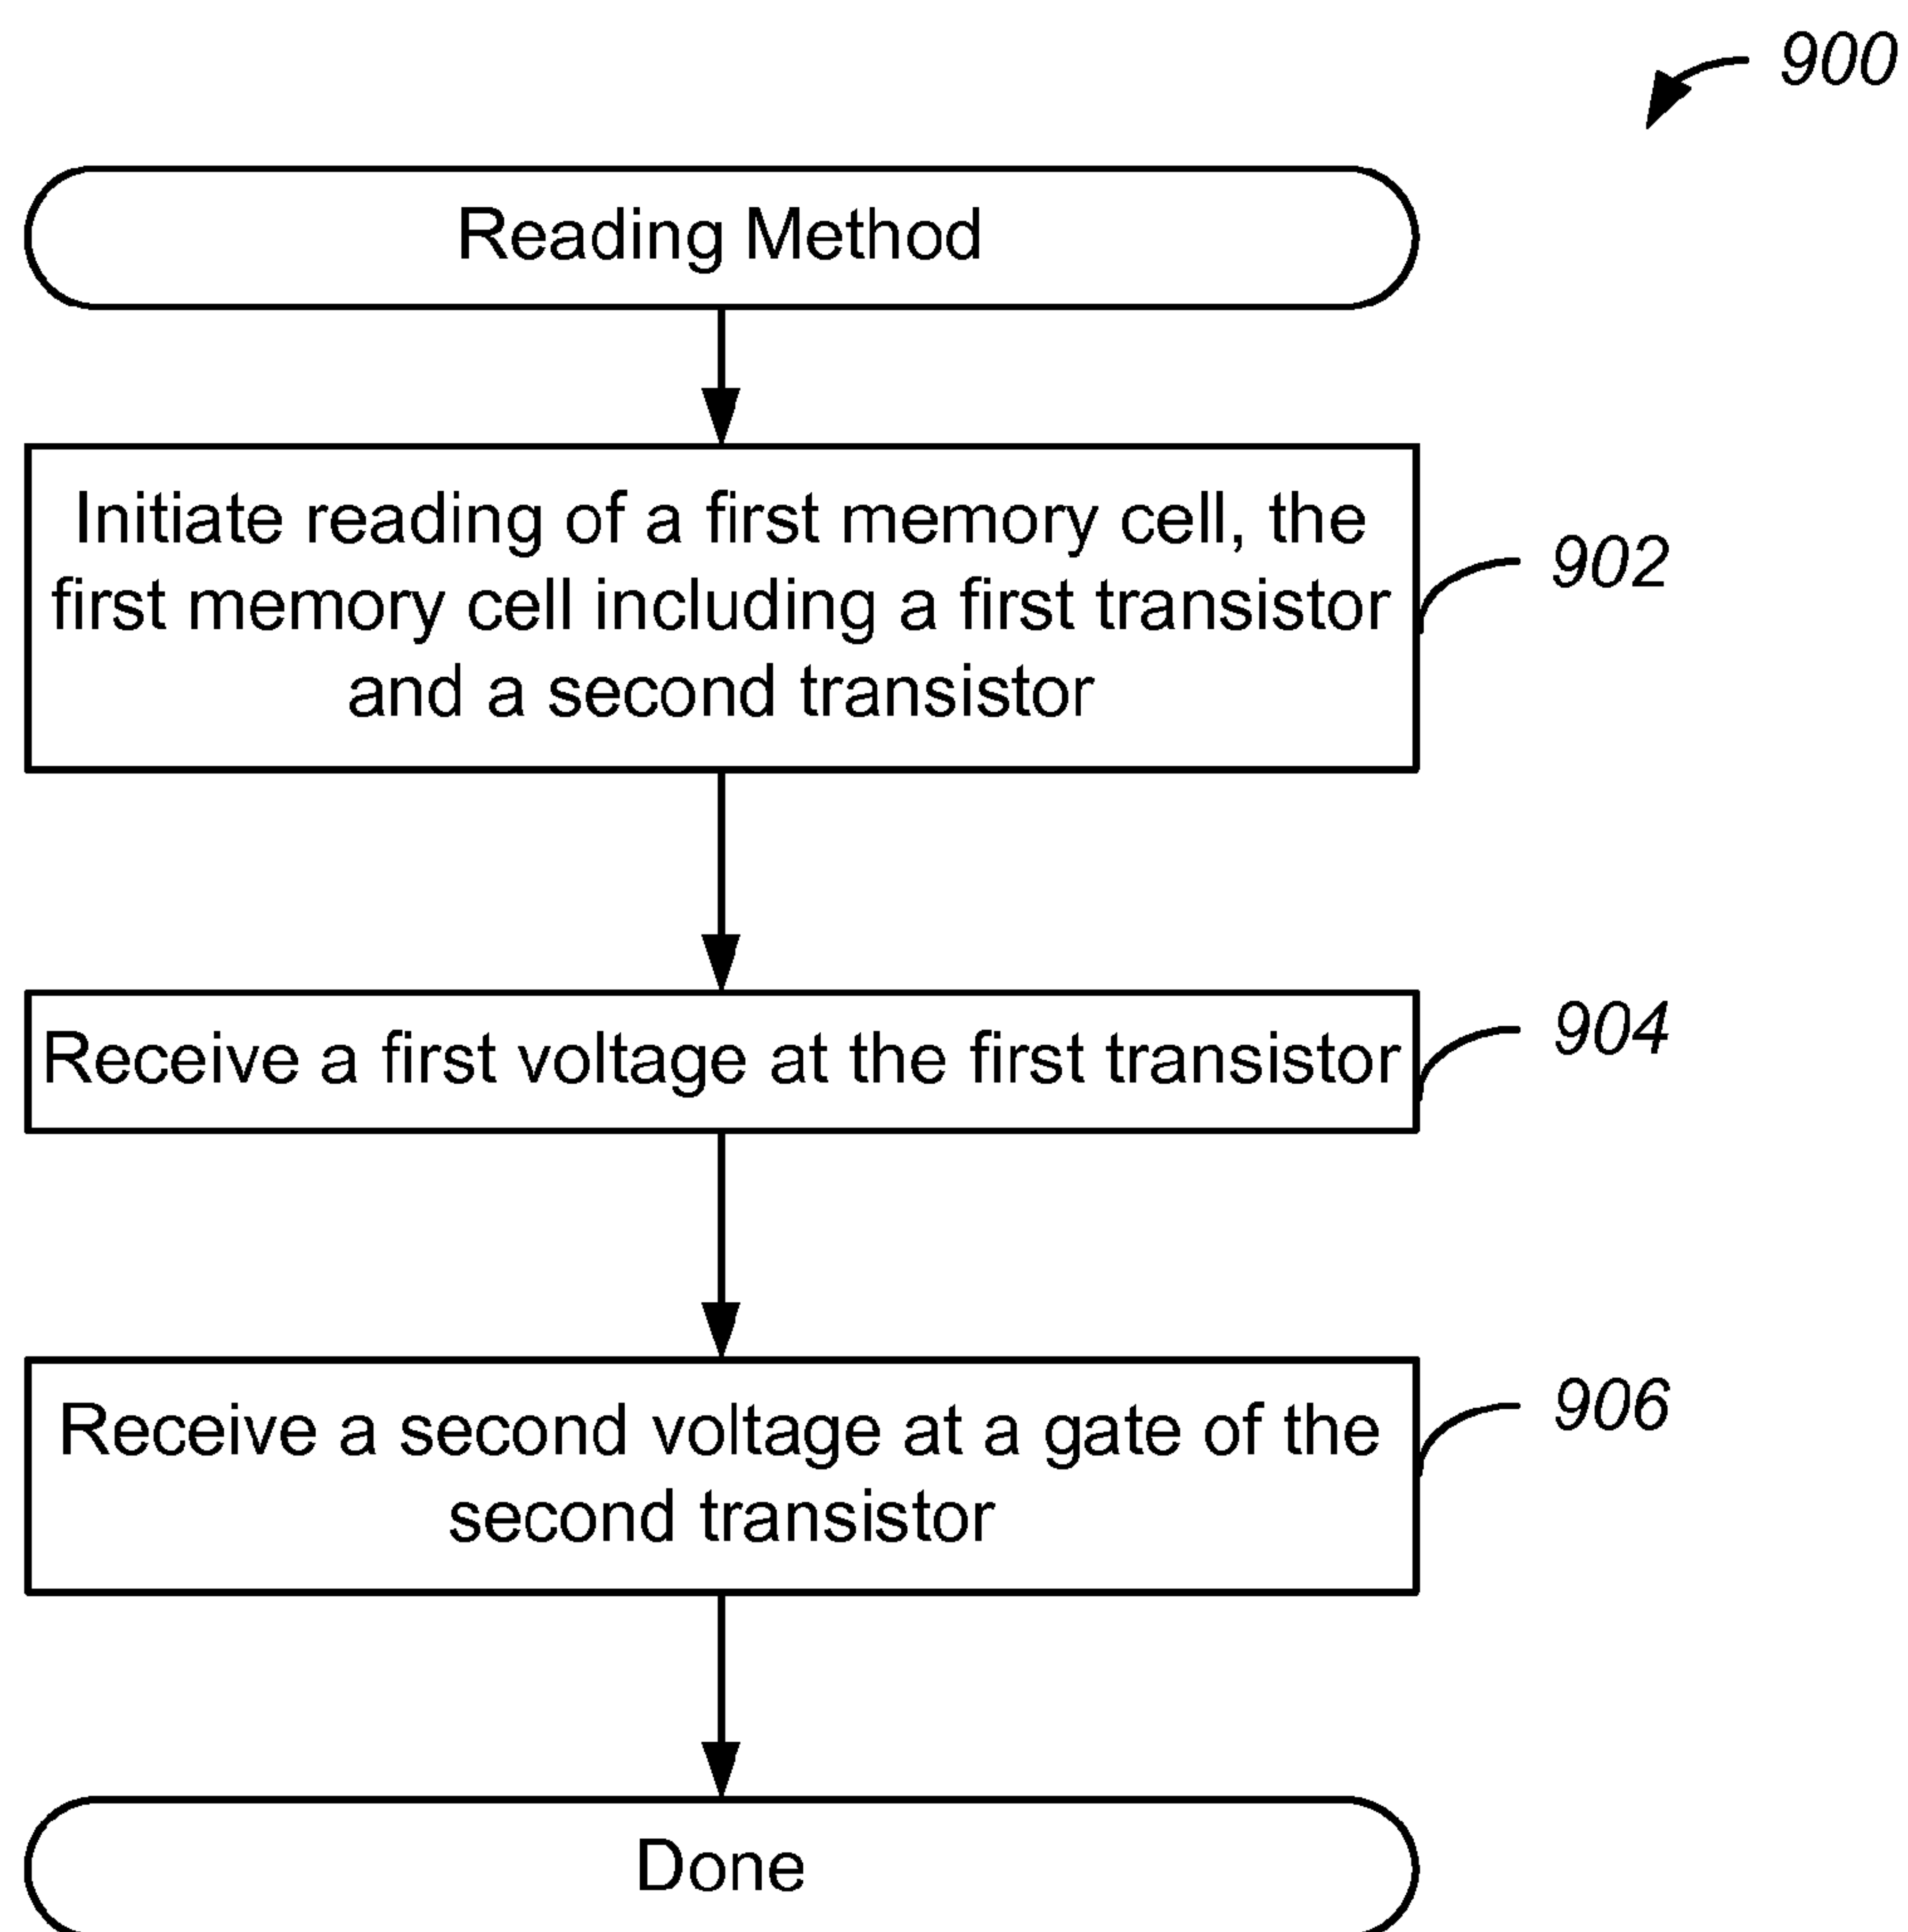 900
Reading Method
Initiate reading of a first memory cell, the
first memory cell including a first transistor
and a second transistor
902
Receive a first voltage at the first transistor
904
Receive a second voltage at a gate of the
second transistor
906
Done